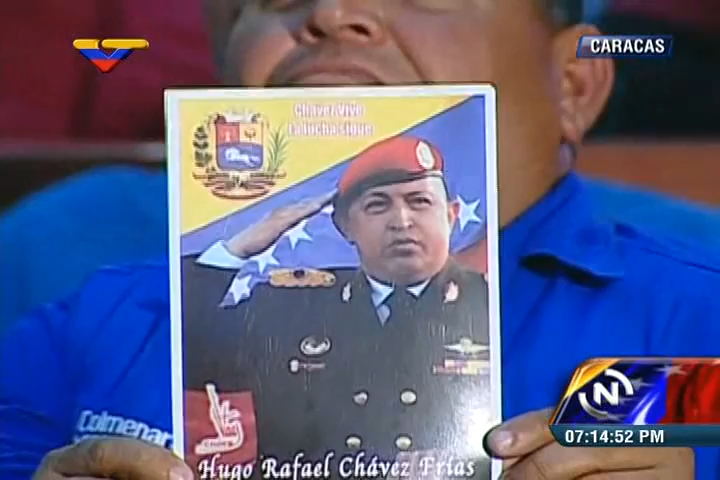 CARACAS
Chávez Vive
La lucha sigue
Colmenar
Hugo Rafael Chávez Frías
N
07:14:52 PM